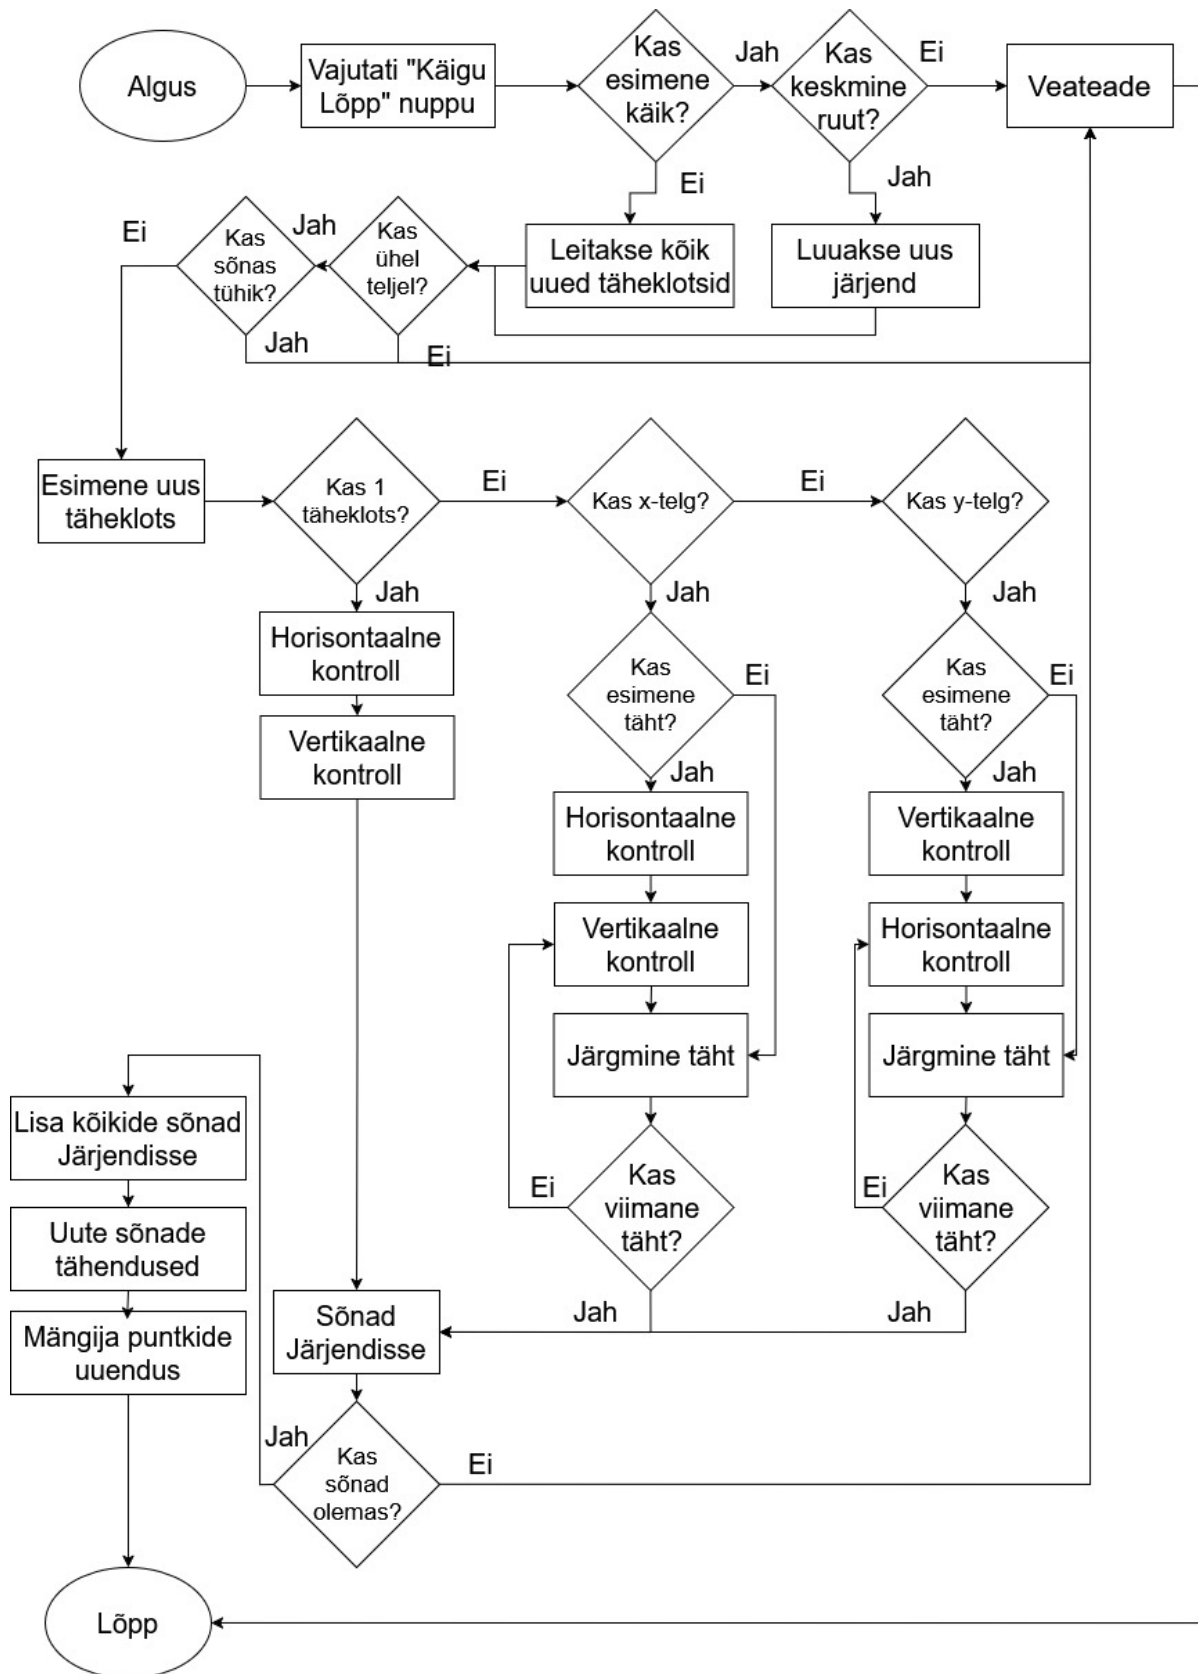 Algus
Vajutati "Käigu
Lõpp" nuppu
Kas
esimene
käik?
Jah
Kas
keskmine
ruut?
Ei
Veateade
Ei
Jah
Leitakse kõik
uued täheklotsid
Luuakse uus
järjend
Kas
ühel
teljel?
Jah
Kas
sõnas
tühik?
Ei
Jah
Ei
Esimene uus
täheklots
Kas 1
täheklots?
Ei
Kas x-telg?
Ei
Kas y-telg?
Jah
Jah
Jah
Horisontaalne
kontroll
Vertikaalne
kontroll
Kas
esimene
täht?
Ei
Jah
Horisontaalne
kontroll
Vertikaalne
kontroll
Järgmine täht
Kas
viimane
täht?
Ei
Jah
Kas
esimene
täht?
Ei
Jah
Vertikaalne
kontroll
Horisontaalne
kontroll
Järgmine täht
Kas
viimane
täht?
Ei
Jah
Sõnad
Järjendisse
Kas
sõnad
olemas?
Jah
Ei
Lisa kõikide sõnad
Järjendisse
Uute sõnade
tähendused
Mängija puntkide
uuendus
Lõpp